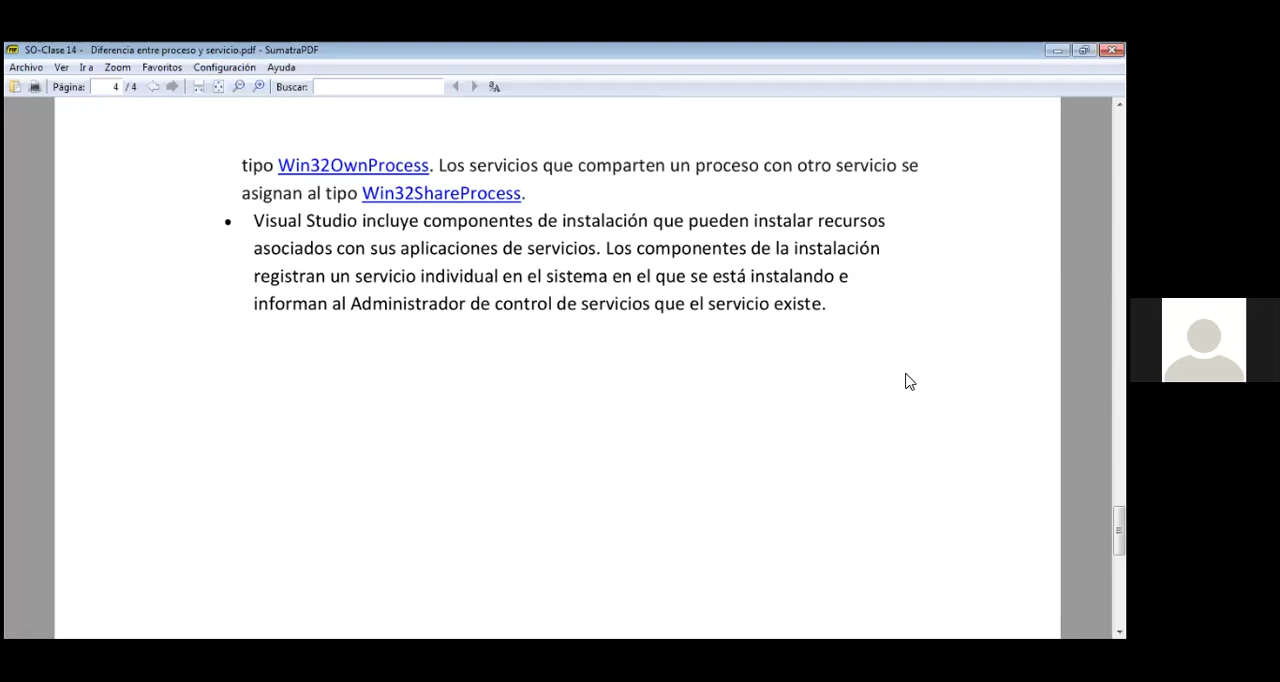 SO-Clase 14 - Diferencia entre proceso y servicio.pdf - SumatraPDF
Archivo Ver Ir a Zoom Favoritos Configuración Ayuda
Página: 4 / 4 Buscar:
tipo Win32OwnProcess. Los servicios que comparten un proceso con otro servicio se
asignan al tipo Win32ShareProcess.
• Visual Studio incluye componentes de instalación que pueden instalar recursos
asociados con sus aplicaciones de servicios. Los componentes de la instalación
registran un servicio individual en el sistema en el que se está instalando e
informan al Administrador de control de servicios que el servicio existe.